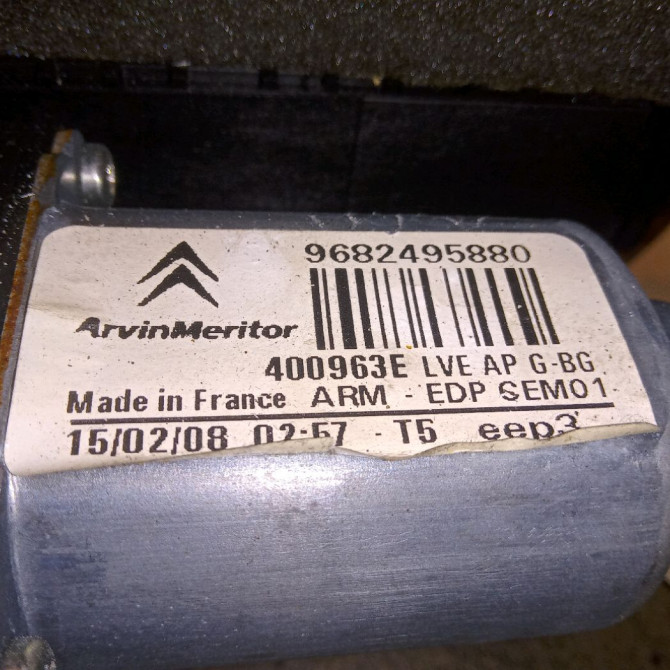 9682495880
ArvinMeritor
400963E LVE AP G-BG
Made in France ARM - EDP SEM01
15/02/08 02:57 - T5 eep3